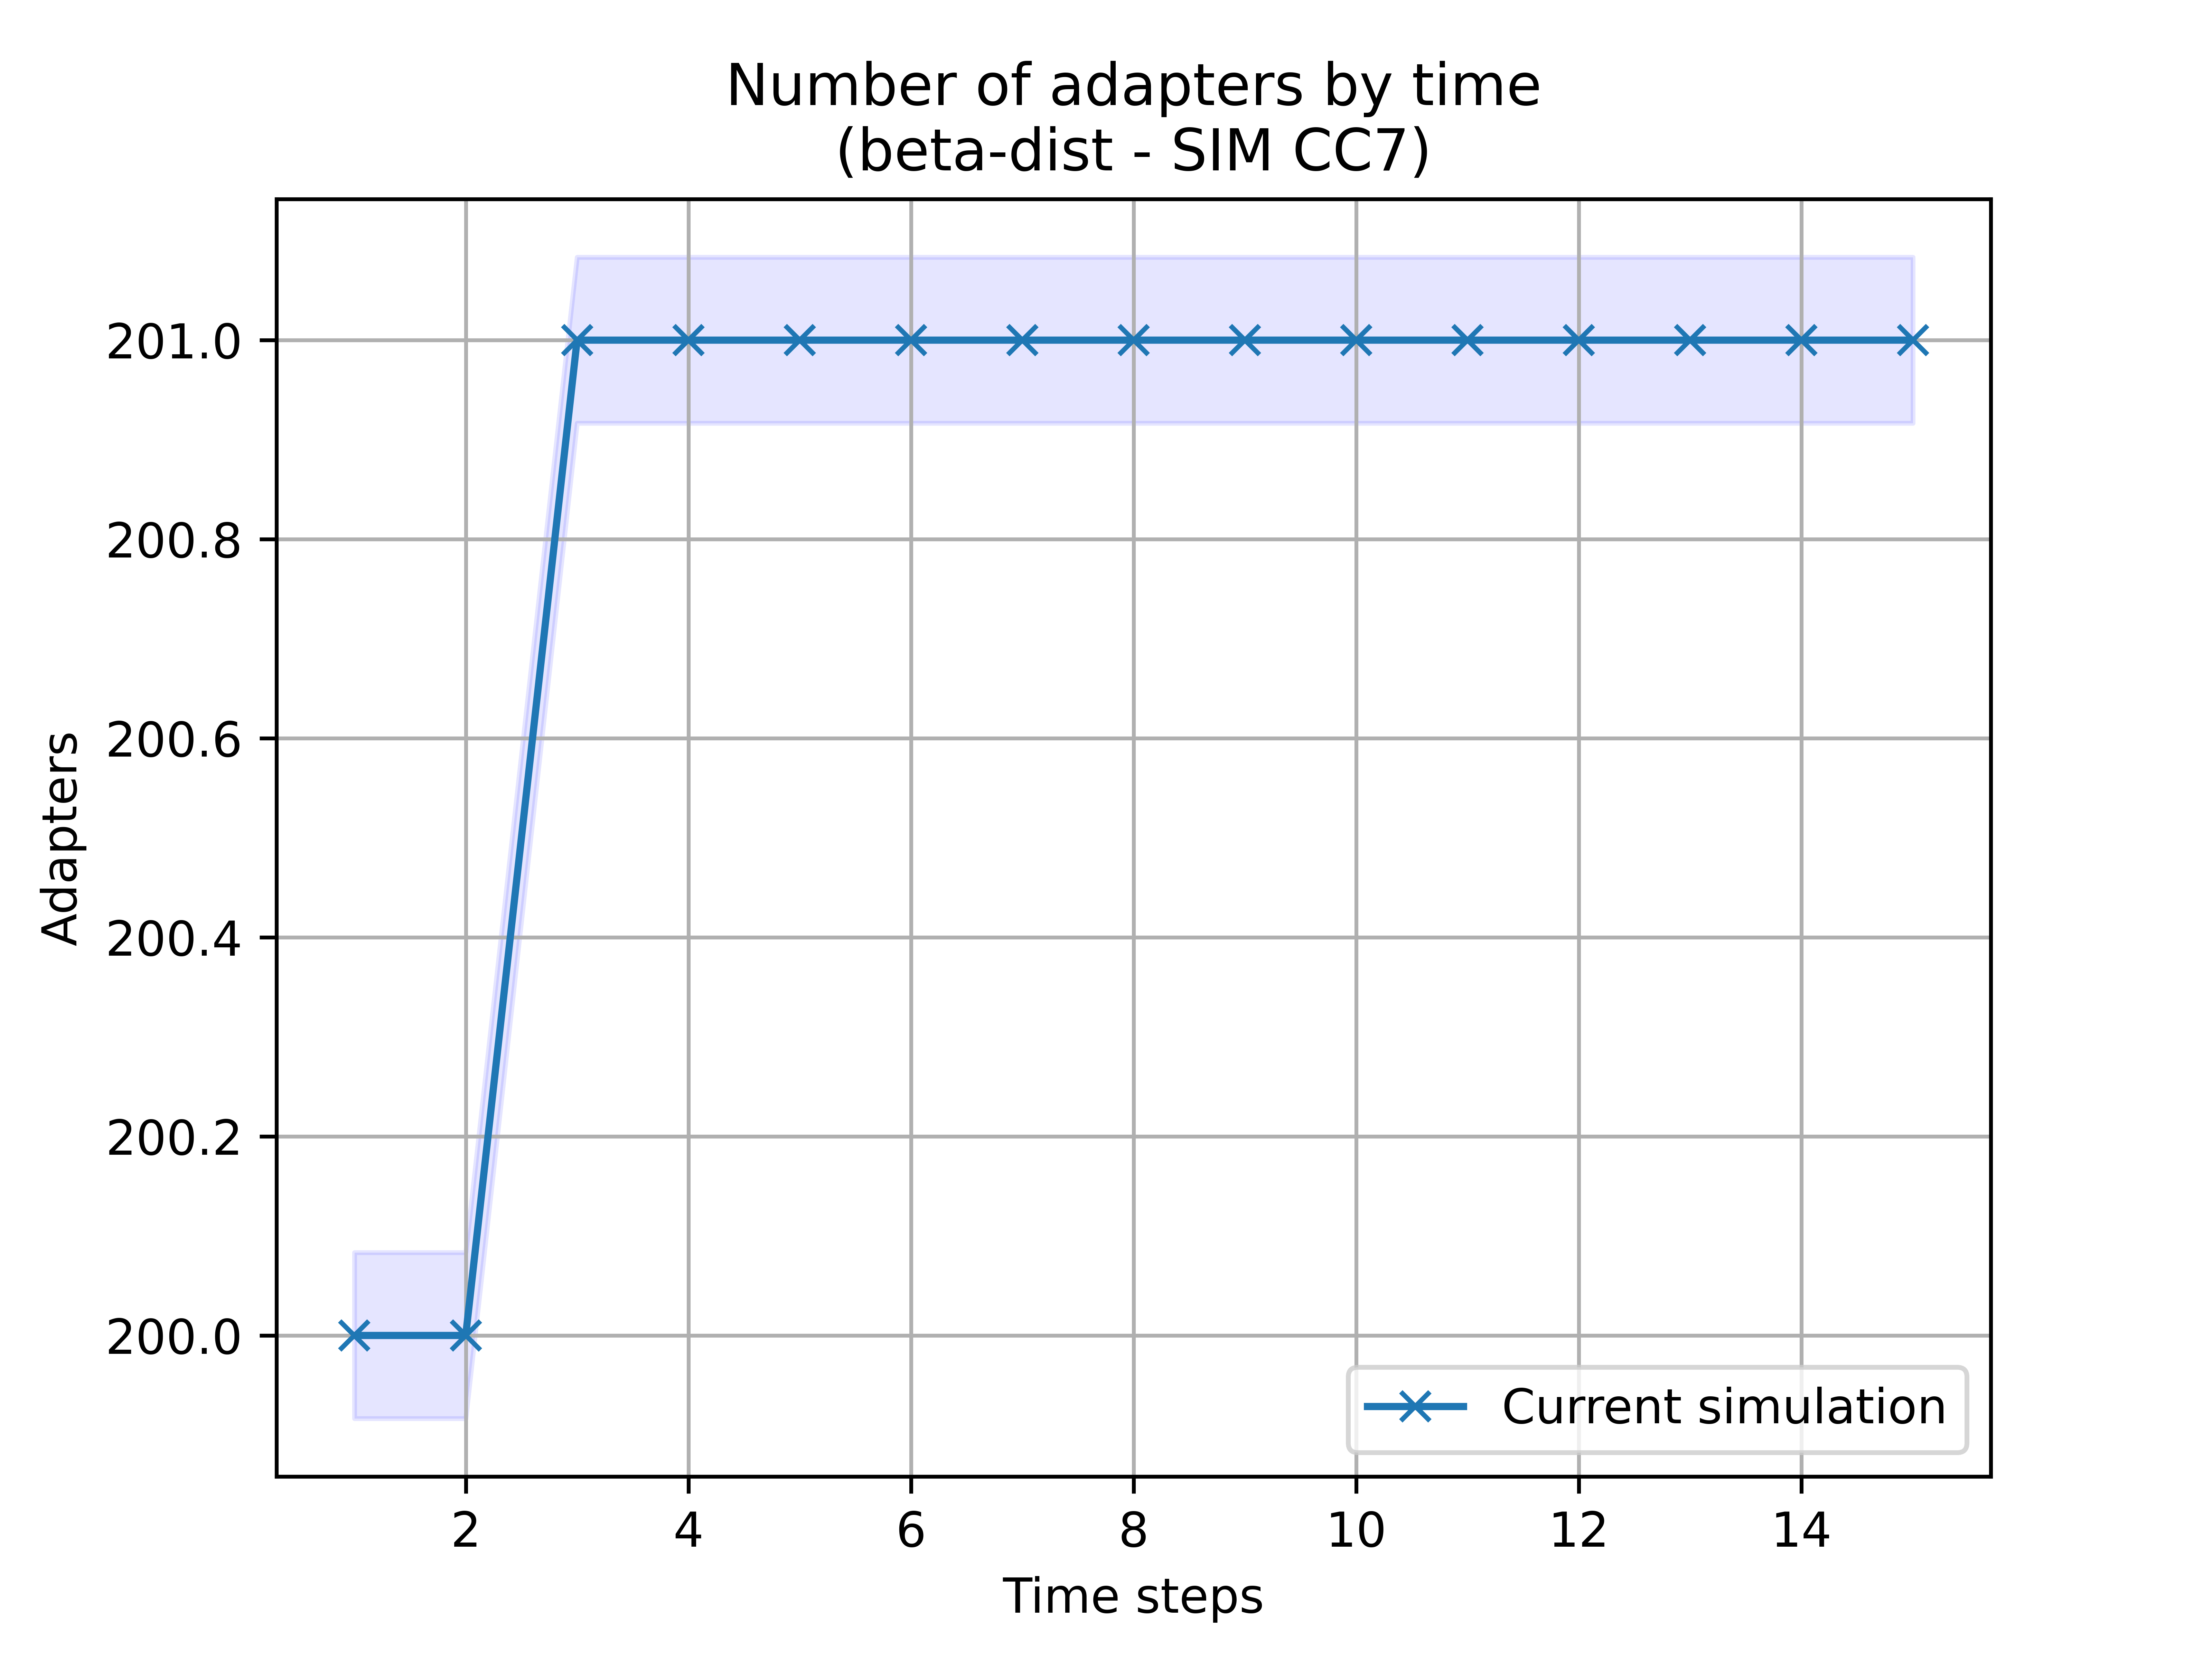 Number of adapters by time
(beta-dist - SIM CC7)
201.0
200.8
200.6
200.4
200.2
200.0
Adapters
Current simulation
2 4 6 8 10 12 14
Time steps